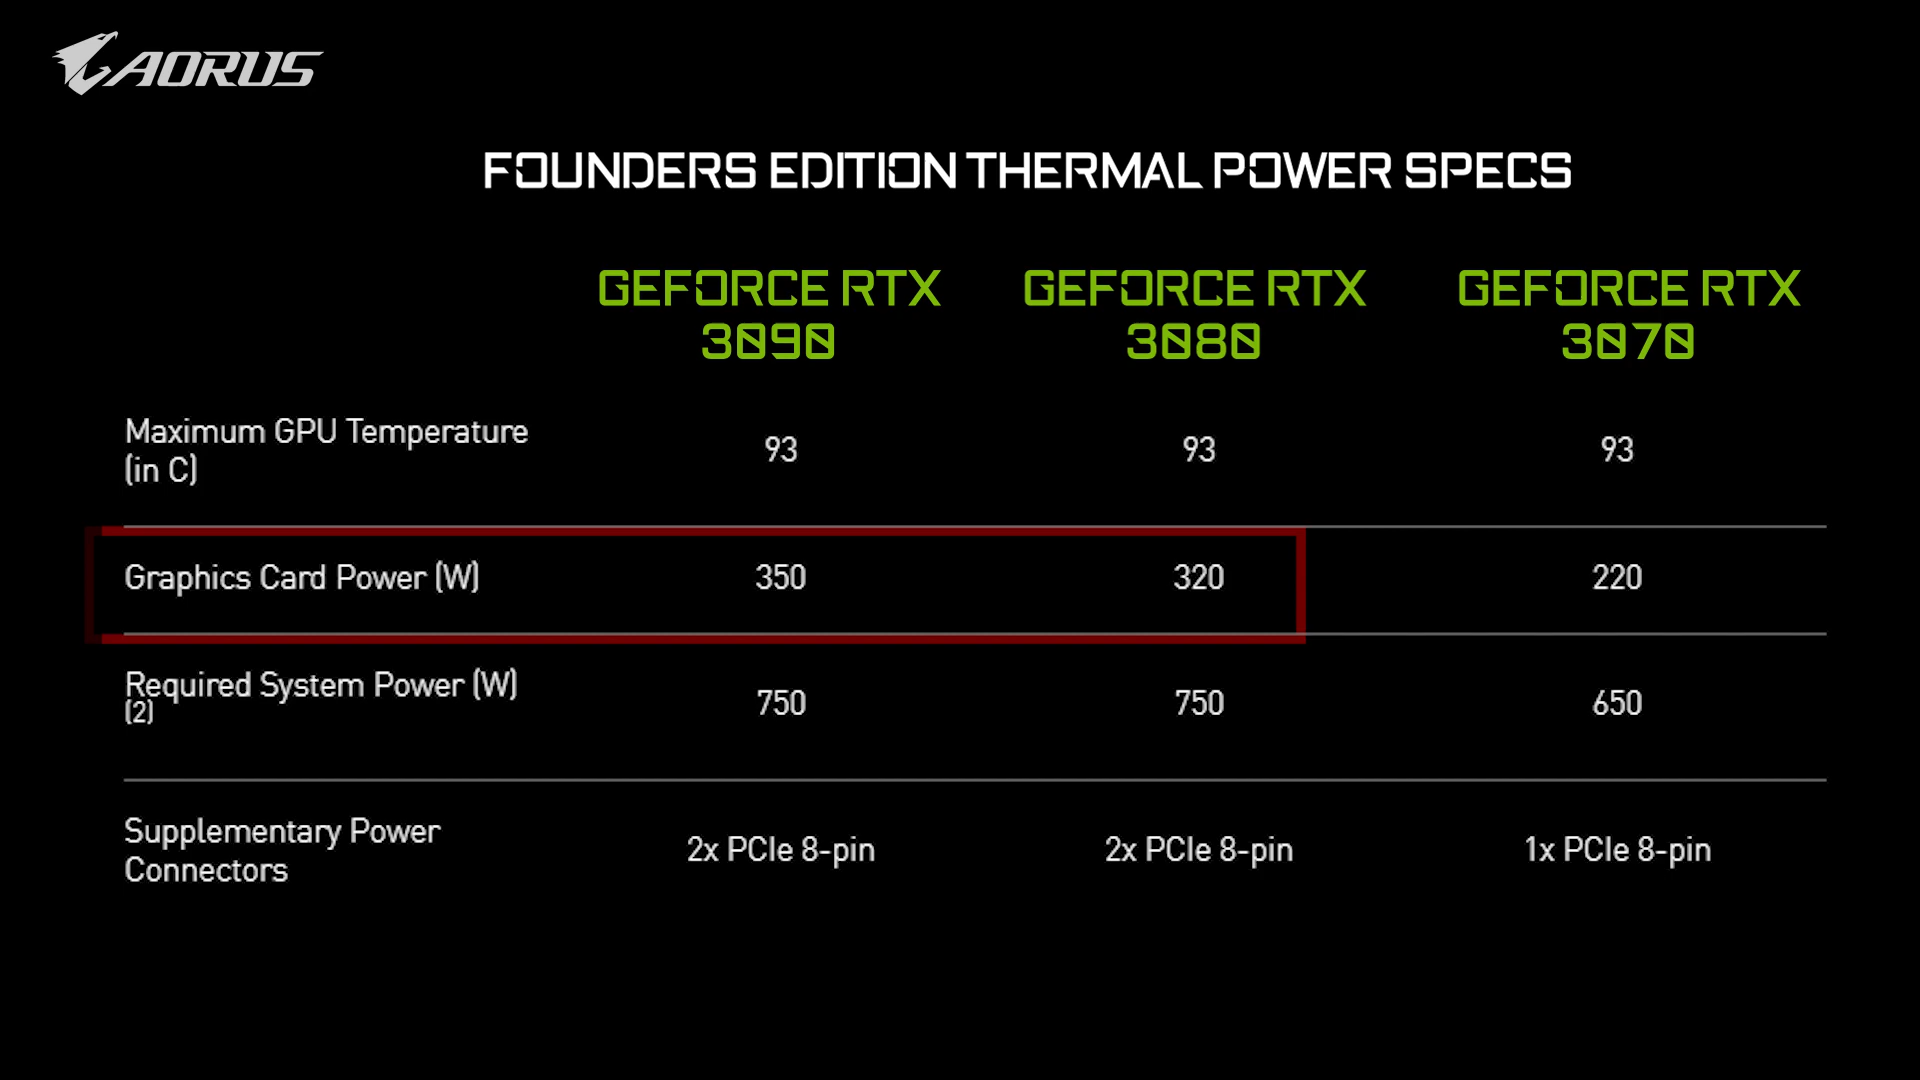 AORUS
FOUNDERS EDITION THERMAL POWER SPECS
GEFORCE RTX
3090
GEFORCE RTX
3080
GEFORCE RTX
3070
Maximum GPU Temperature
(in C)
93
93
93
Graphics Card Power (W)
350
320
220
Required System Power (W)
(2)
750
750
650
Supplementary Power
Connectors
2x PCIe 8-pin
2x PCIe 8-pin
1x PCIe 8-pin